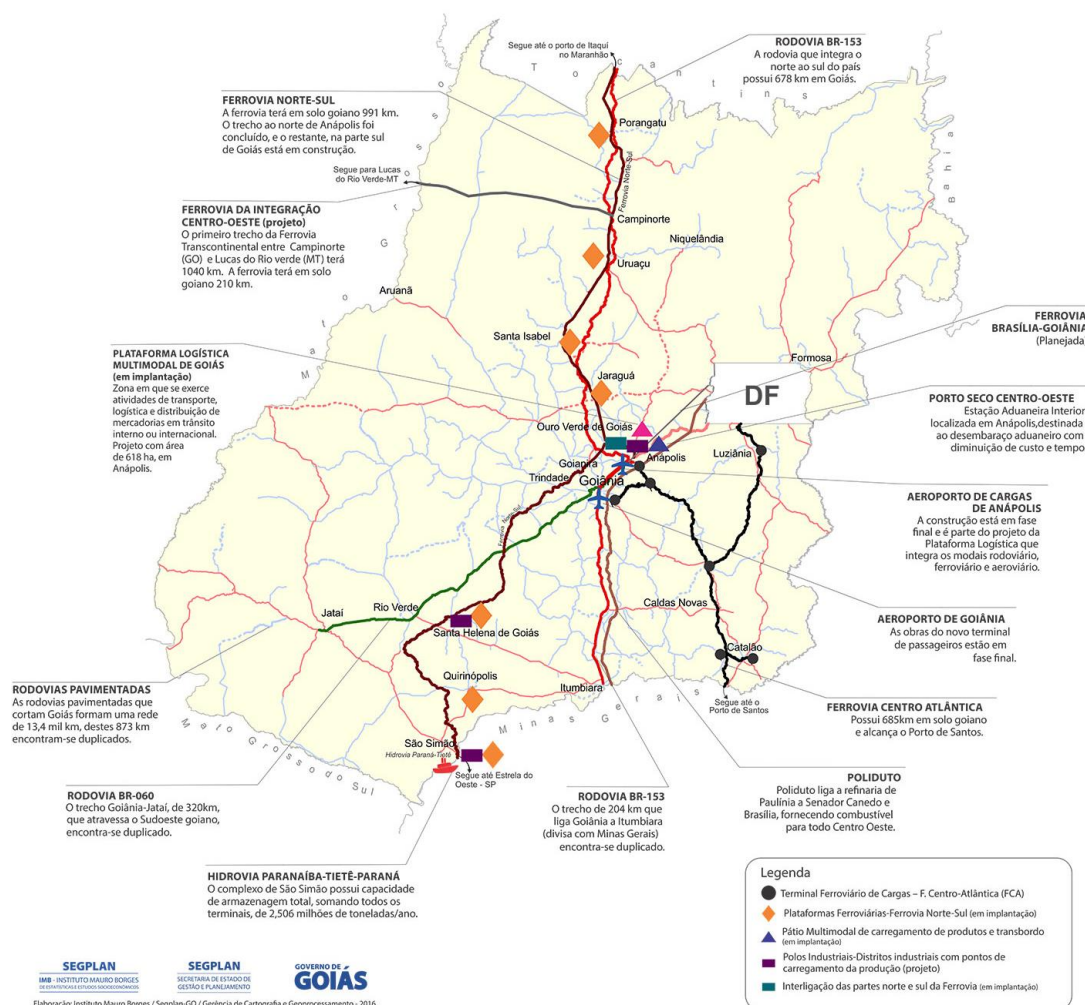 Segue até o porto de Itaqui
no Maranhão
RODOVIA BR-153
A rodovia que integra o
norte ao sul do país
possui 678 km em Goiás.
Tocantins
FERROVIA NORTE-SUL
A ferrovia terá em solo goiano 991 km.
O trecho ao norte de Anápolis foi
concluído, e o restante, na parte sul
de Goiás está em construção.
Porangatu
Bahia
Ferrovia Norte-Sul
Segue para Lucas
do Rio Verde-MT
FERROVIA DA INTEGRAÇÃO
CENTRO-OESTE (projeto)
O primeiro trecho da Ferrovia
Transcontinental entre Campinorte
(GO) e Lucas do Rio verde (MT) terá
1040 km. A ferrovia terá em solo
goiano 210 km.
Campinorte
Niquelândia
Uruaçu
Mato Grosso
Aruanã
FERROVIA
BRASÍLIA-GOIÂNIA
(Planejada)
Santa Isabel
PLATAFORMA LOGÍSTICA
MULTIMODAL DE GOIÁS
(em implantação)
Zona em que se exerce
atividades de transporte,
logística e distribuição de
mercadorias em trânsito
interno ou internacional.
Projeto com área
de 618 ha, em
Anápolis.
Formosa
Jaraguá
DF
PORTO SECO CENTRO-OESTE
Estação Aduaneira Interior
localizada em Anápolis,destinada
ao desembaraço aduaneiro com
diminuição de custo e tempo
Ouro Verde de Goiás
Anápolis
Luziânia
Goianira
Trindade
Goiânia
AEROPORTO DE CARGAS
DE ANÁPOLIS
A construção está em fase
final e é parte do projeto da
Plataforma Logística que
integra os modais rodoviário,
ferroviário e aeroviário.
Ferrovia Norte-Sul
Jataí
Rio Verde
Caldas Novas
Santa Helena de Goiás
AEROPORTO DE GOIÂNIA
As obras do novo terminal
de passageiros estão em
fase final.
Catalão
Quirinópolis
Itumbiara
RODOVIAS PAVIMENTADAS
As rodovias pavimentadas que
cortam Goiás formam uma rede
de 13,4 mil km, destes 873 km
encontram-se duplicados.
Segue até o
Porto de Santos
FERROVIA CENTRO ATLÂNTICA
Possui 685km em solo goiano
e alcança o Porto de Santos.
Minas Gerais
Mato Grosso do Sul
São Simão
Hidrovia Paraná-Tietê
Segue até Estrela do
Oeste - SP
POLIDUTO
Poliduto liga a refinaria de
Paulínia a Senador Canedo e
Brasília, fornecendo combustível
para todo Centro Oeste.
RODOVIA BR-060
O trecho Goiânia-Jataí, de 320km,
que atravessa o Sudoeste goiano,
encontra-se duplicado.
RODOVIA BR-153
O trecho de 204 km que
liga Goiânia a Itumbiara
(divisa com Minas Gerais)
encontra-se duplicado.
HIDROVIA PARANAÍBA-TIETÊ-PARANÁ
O complexo de São Simão possui capacidade
de armazenagem total, somando todos os
terminais, de 2,506 milhões de toneladas/ano.
Legenda
Terminal Ferroviário de Cargas – F. Centro-Atlântica (FCA)
Plataformas Ferroviárias-Ferrovia Norte-Sul (em implantação)
Pátio Multimodal de carregamento de produtos e transbordo
(em implantação)
Polos Industriais-Distritos industriais com pontos de
carregamento da produção (projeto)
Interligação das partes norte e sul da Ferrovia (em implantação)
SEGPLAN
IMB - INSTITUTO MAURO BORGES
DE ESTATÍSTICAS E ESTUDOS SOCIOECONÔMICOS
SEGPLAN
SECRETARIA DE ESTADO DE
GESTÃO E PLANEJAMENTO
GOVERNO DE
GOIÁS
Elaboração: Instituto Mauro Borges / Segplan-GO / Gerência de Cartografia e Geoprocessamento - 2016